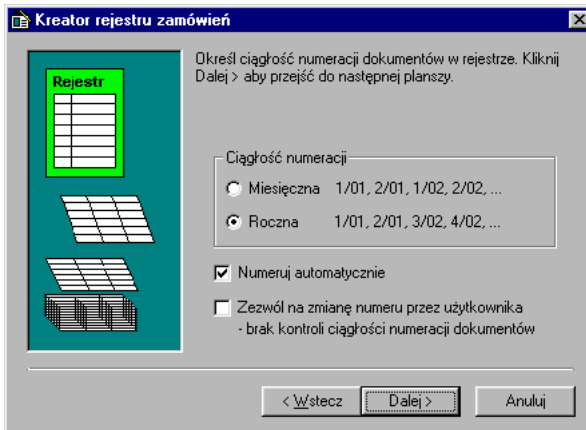 Kreator rejestru zamówień
Rejestr
Określ ciągłość numeracji dokumentów w rejestrze. Kliknij
Dalej > aby przejść do następnej planszy.
Ciągłość numeracji
Miesięczna 1/01, 2/01, 1/02, 2/02, ...
Roczna 1/01, 2/01, 3/02, 4/02, ...
Numeruj automatycznie
Zezwól na zmianę numeru przez użytkownika
- brak kontroli ciągłości numeracji dokumentów
< Wstecz
Dalej >
Anuluj